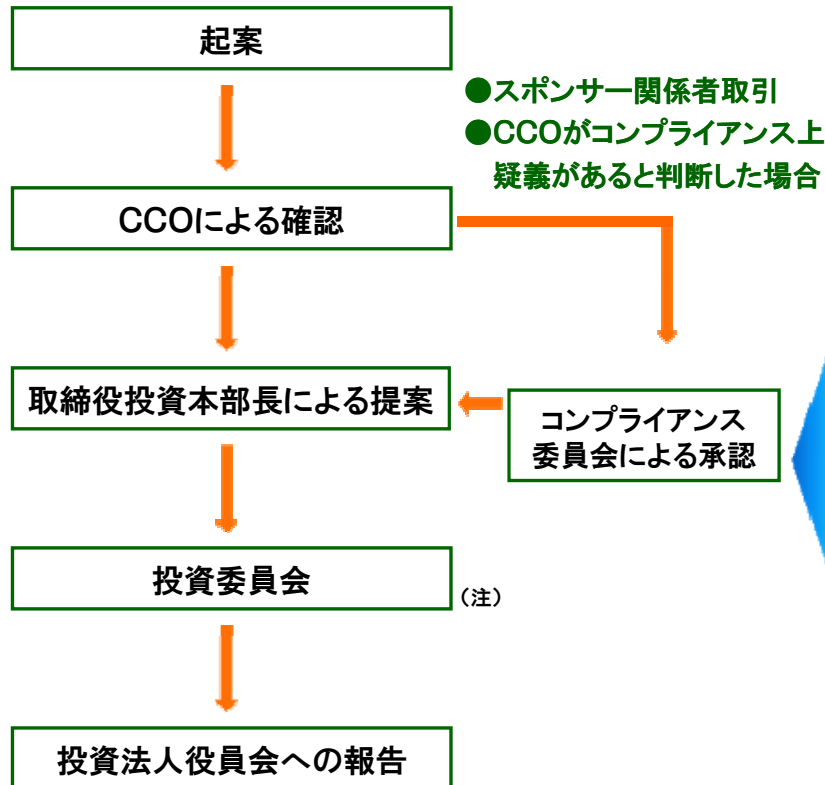 起案
●スポンサー関係者取引
●CCOがコンプライアンス上
疑義があると判断した場合
CCOによる確認
取締役投資本部長による提案
コンプライアンス
委員会による承認
投資委員会
（注）
投資法人役員会への報告